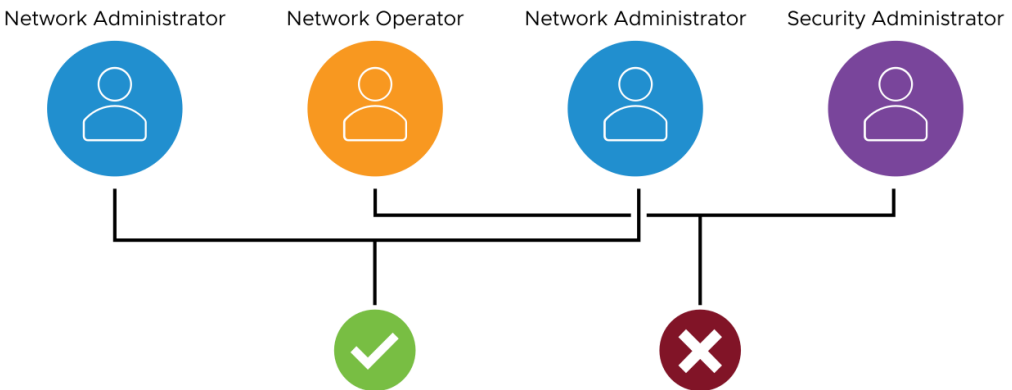 Network Administrator
Network Operator
Network Administrator
Security Administrator